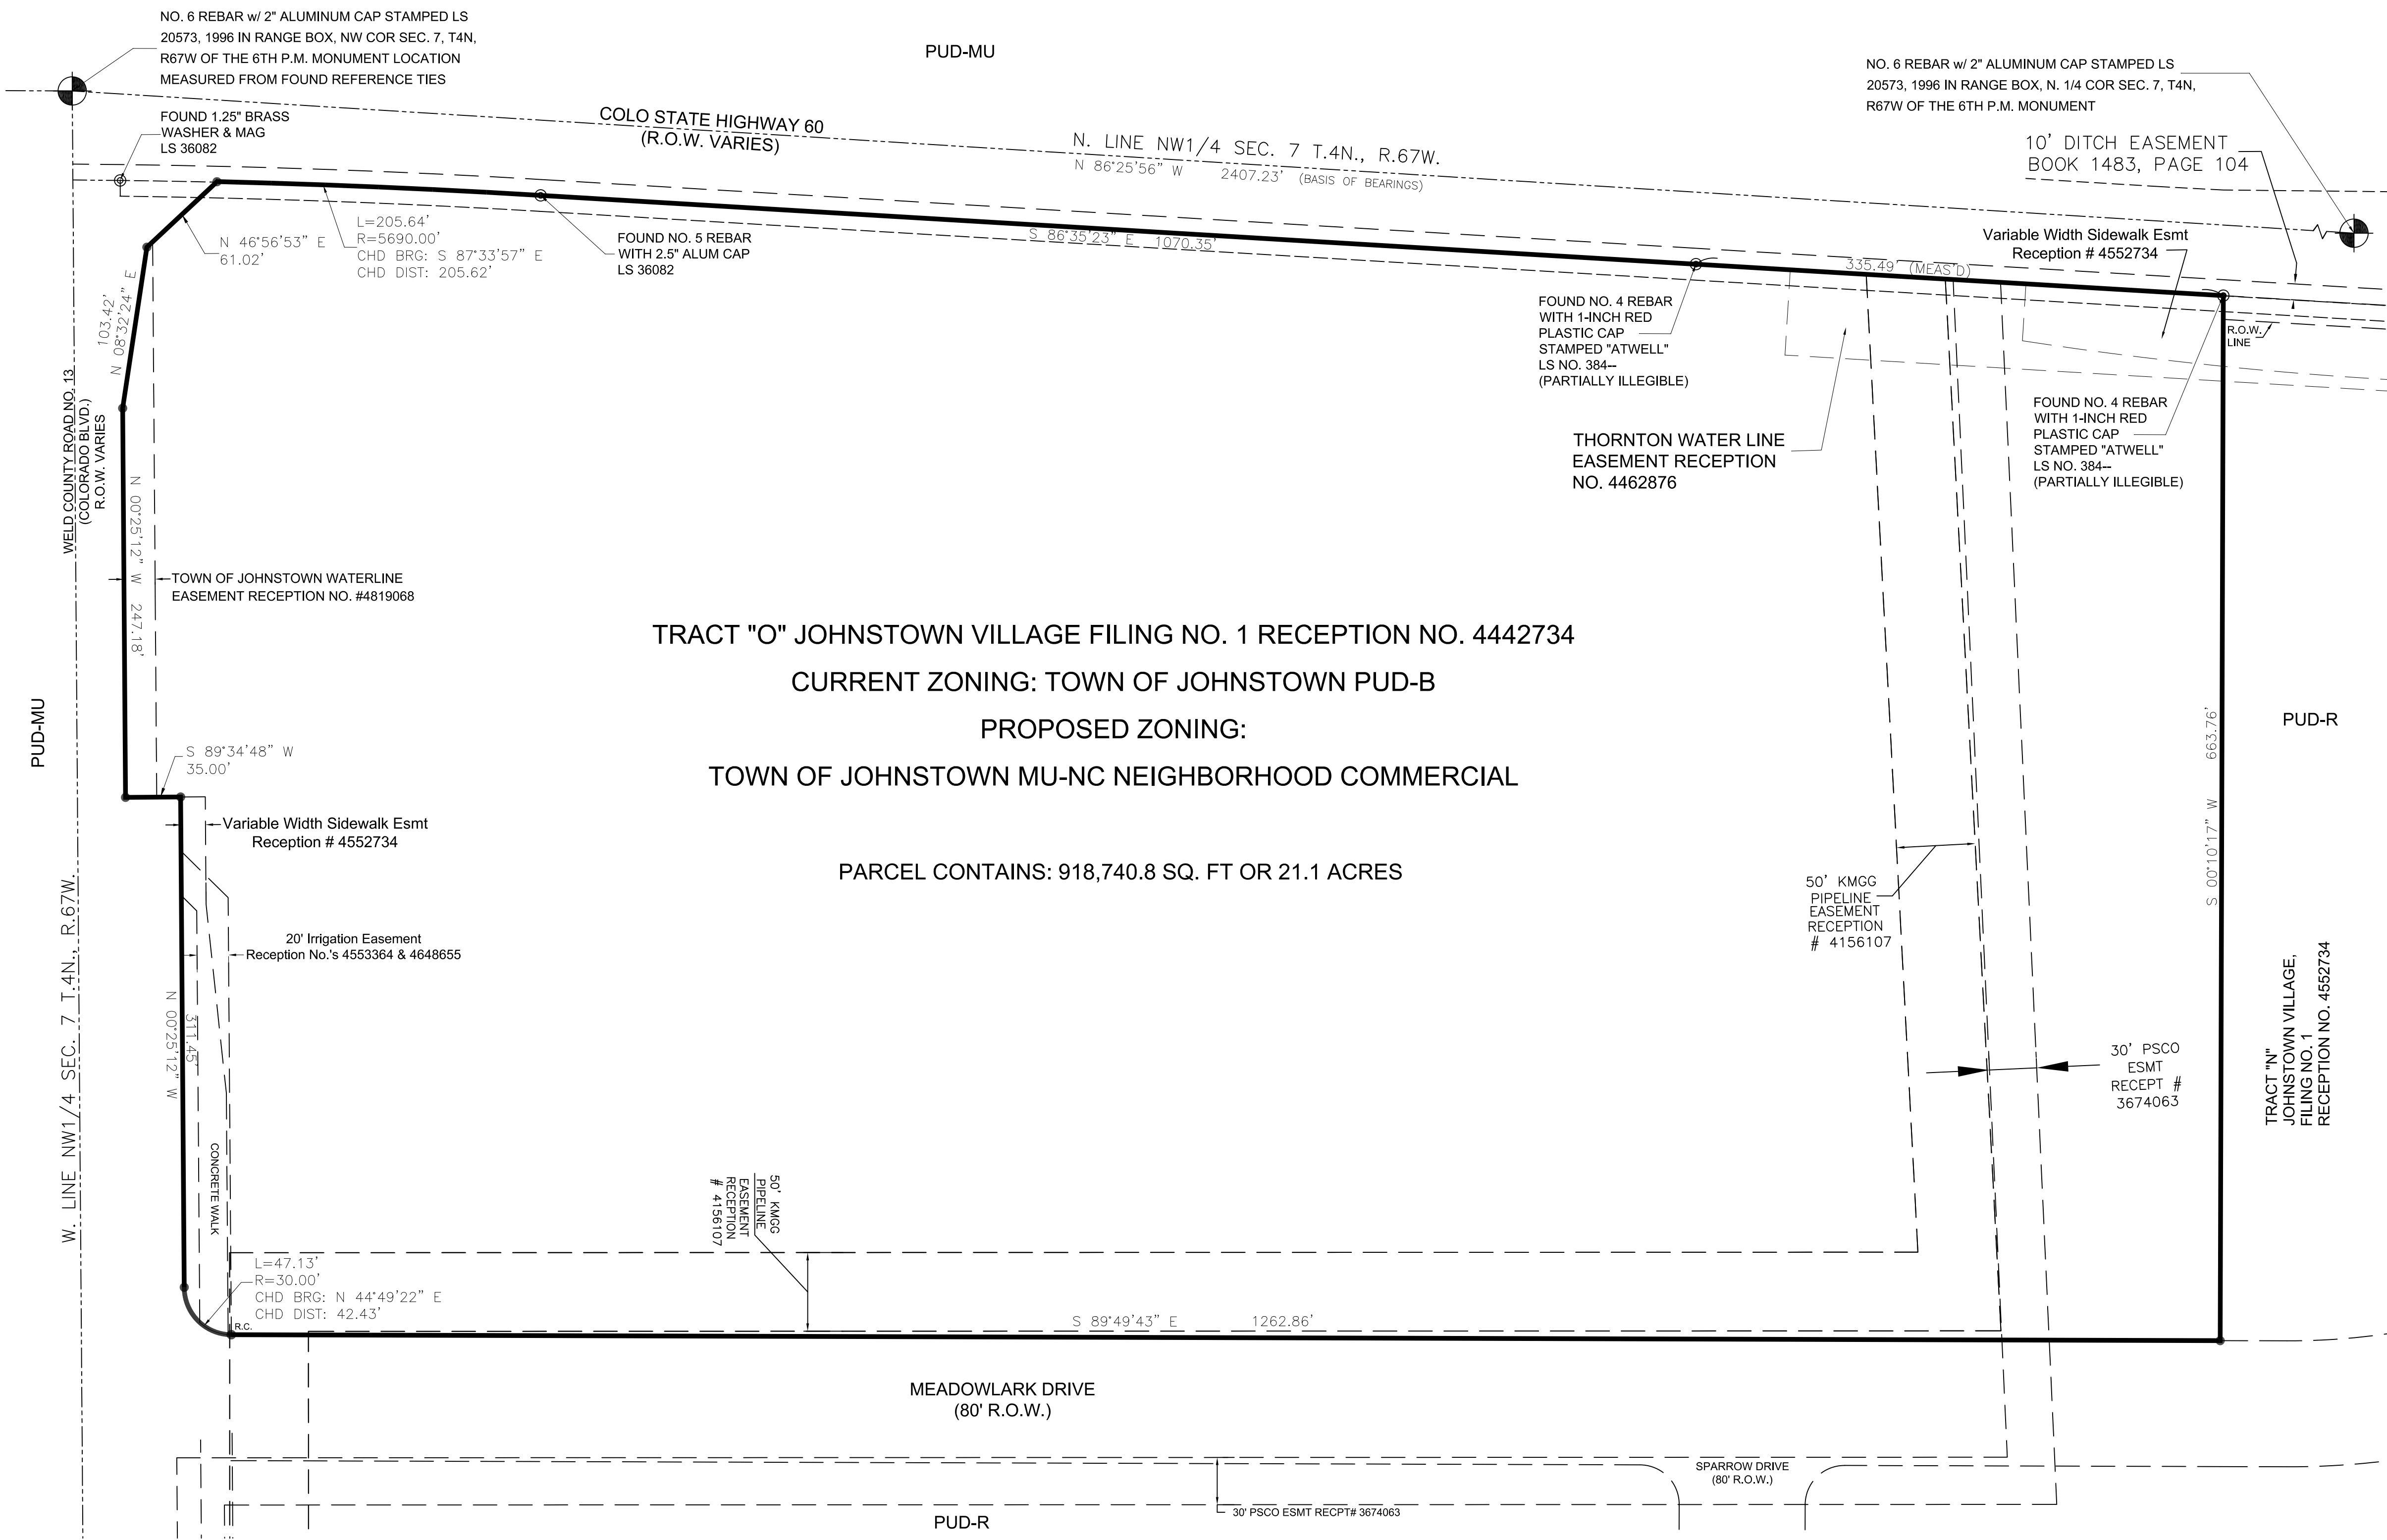 NO. 6 REBAR w/ 2" ALUMINUM CAP STAMPED LS
20573, 1996 IN RANGE BOX, NW COR SEC. 7, T4N,
R67W OF THE 6TH P.M. MONUMENT LOCATION
MEASURED FROM FOUND REFERENCE TIES
PUD-MU
NO. 6 REBAR w/ 2" ALUMINUM CAP STAMPED LS
20573, 1996 IN RANGE BOX, N. 1/4 COR SEC. 7, T4N,
R67W OF THE 6TH P.M. MONUMENT
FOUND 1.25" BRASS
WASHER & MAG
LS 36082
COLO STATE HIGHWAY 60
(R.O.W. VARIES)
N. LINE NW1/4 SEC. 7 T.4N., R.67W.
N 86°25'56" W 2407.23' (BASIS OF BEARINGS)
10' DITCH EASEMENT
BOOK 1483, PAGE 104
N 46°56'53" E
61.02'
L=205.64'
R=5690.00'
CHD BRG: S 87°33'57" E
CHD DIST: 205.62'
FOUND NO. 5 REBAR
WITH 2.5" ALUM CAP
LS 36082
S 86°35'23" E 1070.35'
335.49' (MEAS'D)
Variable Width Sidewalk Esmt
Reception # 4552734
103.42'
N 08°32'24" E
FOUND NO. 4 REBAR
WITH 1-INCH RED
PLASTIC CAP
STAMPED "ATWELL"
LS NO. 384--
(PARTIALLY ILLEGIBLE)
R.O.W.
LINE
FOUND NO. 4 REBAR
WITH 1-INCH RED
PLASTIC CAP
STAMPED "ATWELL"
LS NO. 384--
(PARTIALLY ILLEGIBLE)
THORNTON WATER LINE
EASEMENT RECEPTION
NO. 4462876
WELD COUNTY ROAD NO. 13
(COLORADO BLVD.)
R.O.W. VARIES
N 00°25'12" W 247.18'
TOWN OF JOHNSTOWN WATERLINE
EASEMENT RECEPTION NO. #4819068
TRACT "O" JOHNSTOWN VILLAGE FILING NO. 1 RECEPTION NO. 4442734
CURRENT ZONING: TOWN OF JOHNSTOWN PUD-B
PROPOSED ZONING:
TOWN OF JOHNSTOWN MU-NC NEIGHBORHOOD COMMERCIAL
PARCEL CONTAINS: 918,740.8 SQ. FT OR 21.1 ACRES
PUD-MU
S 89°34'48" W
35.00'
Variable Width Sidewalk Esmt
Reception # 4552734
20' Irrigation Easement
Reception No.'s 4553364 & 4648655
S 00°10'17" W 663.76'
PUD-R
50' KMGG
PIPELINE
EASEMENT
RECEPTION
# 4156107
30' PSCO
ESMT
RECEPT #
3674063
TRACT "N"
JOHNSTOWN VILLAGE,
FILING NO. 1
RECEPTION NO. 4552734
W. LINE NW1/4 SEC. 7 T.4N., R.67W.
N 00°25'12" W
311.45'
CONCRETE WALK
50' KMGG
PIPELINE
EASEMENT
RECEPTION
# 4156107
L=47.13'
R=30.00'
CHD BRG: N 44°49'22" E
CHD DIST: 42.43'
R.C.
S 89°49'43" E 1262.86'
MEADOWLARK DRIVE
(80' R.O.W.)
SPARROW DRIVE
(80' R.O.W.)
30' PSCO ESMT RECPT# 3674063
PUD-R